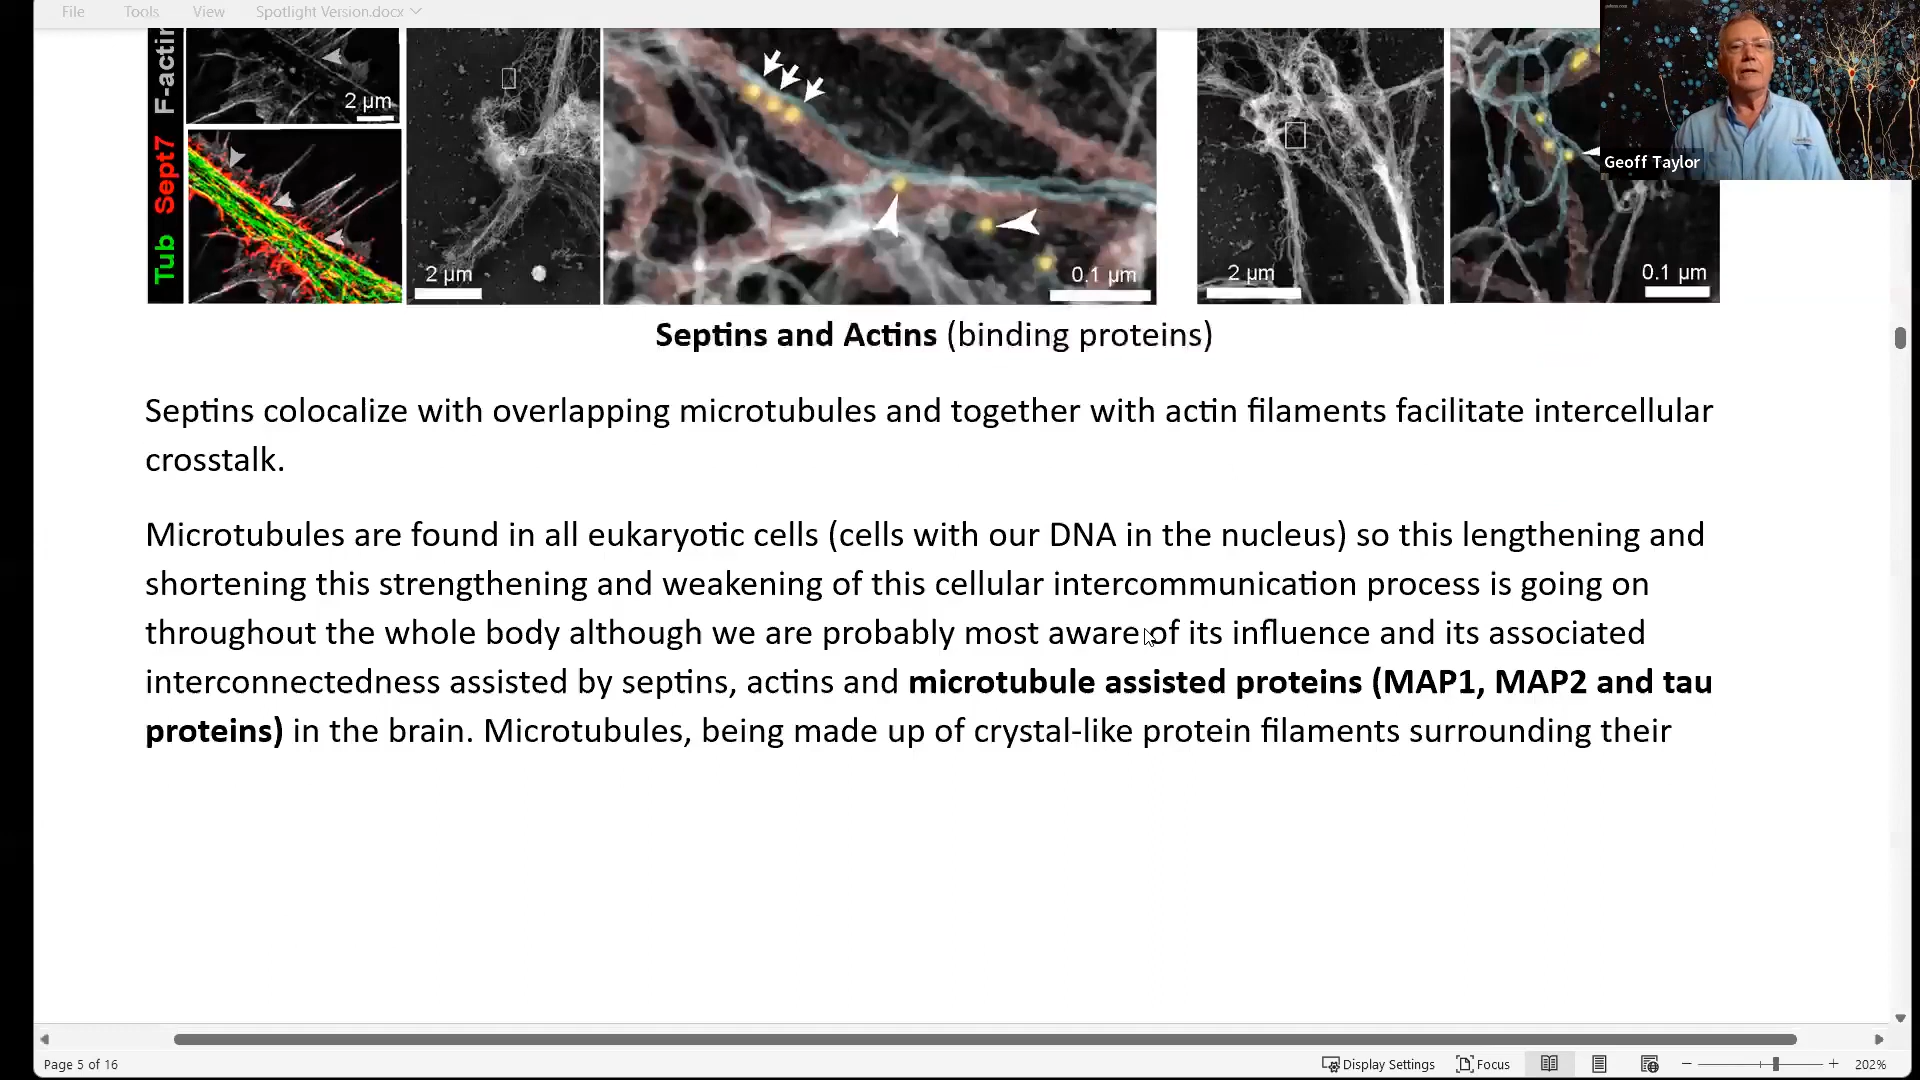 File Tools View Spotlight Version.docx
F-actin
Sept7
Tub
2 µm
2 µm
0.1 µm
2 µm
0.1 µm
Geoff Taylor
Septins and Actins (binding proteins)
Septins colocalize with overlapping microtubules and together with actin filaments facilitate intercellular
crosstalk.
Microtubules are found in all eukaryotic cells (cells with our DNA in the nucleus) so this lengthening and
shortening this strengthening and weakening of this cellular intercommunication process is going on
throughout the whole body although we are probably most aware of its influence and its associated
interconnectedness assisted by septins, actins and microtubule assisted proteins (MAP1, MAP2 and tau
proteins) in the brain. Microtubules, being made up of crystal-like protein filaments surrounding their
Page 5 of 16
Display Settings Focus 202%